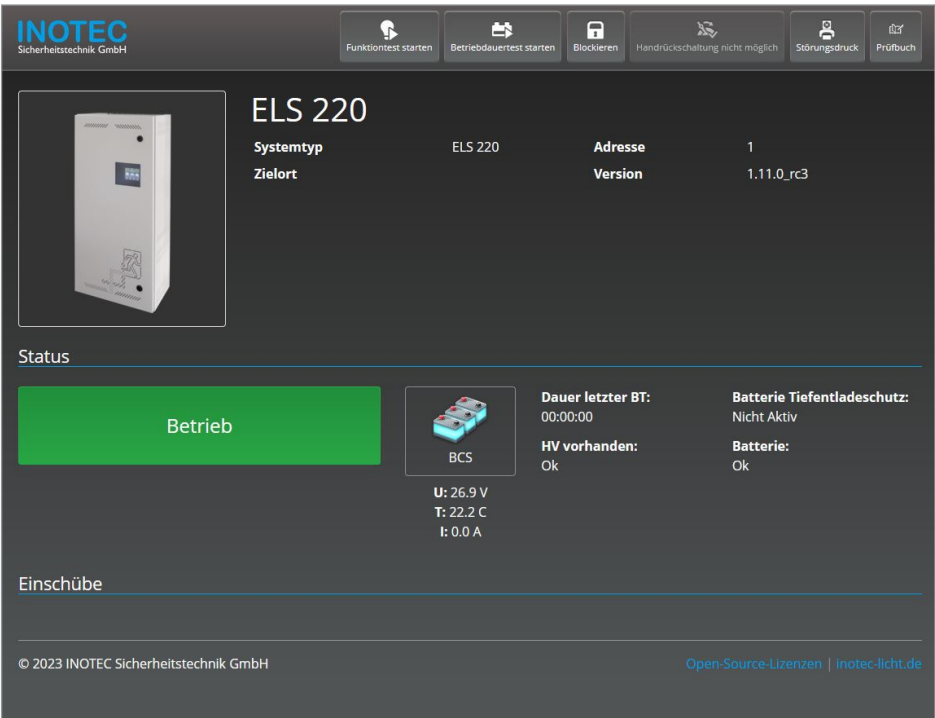 INOTEC
Sicherheitstechnik GmbH
Funktiontest starten
Betriebdauertest starten
Blockieren
Handrückschaltung nicht möglich
Störungsdruck
Prüfbuch
ELS 220
Systemtyp ELS 220 Adresse 1
Zielort Version 1.11.0_rc3
Status
Betrieb
BCS
U: 26.9 V
T: 22.2 C
I: 0.0 A
Dauer letzter BT:
00:00:00
HV vorhanden:
Ok
Batterie Tiefentladeschutz:
Nicht Aktiv
Batterie:
Ok
Einschübe
© 2023 INOTEC Sicherheitstechnik GmbH
Open-Source-Lizenzen | inotec-licht.de